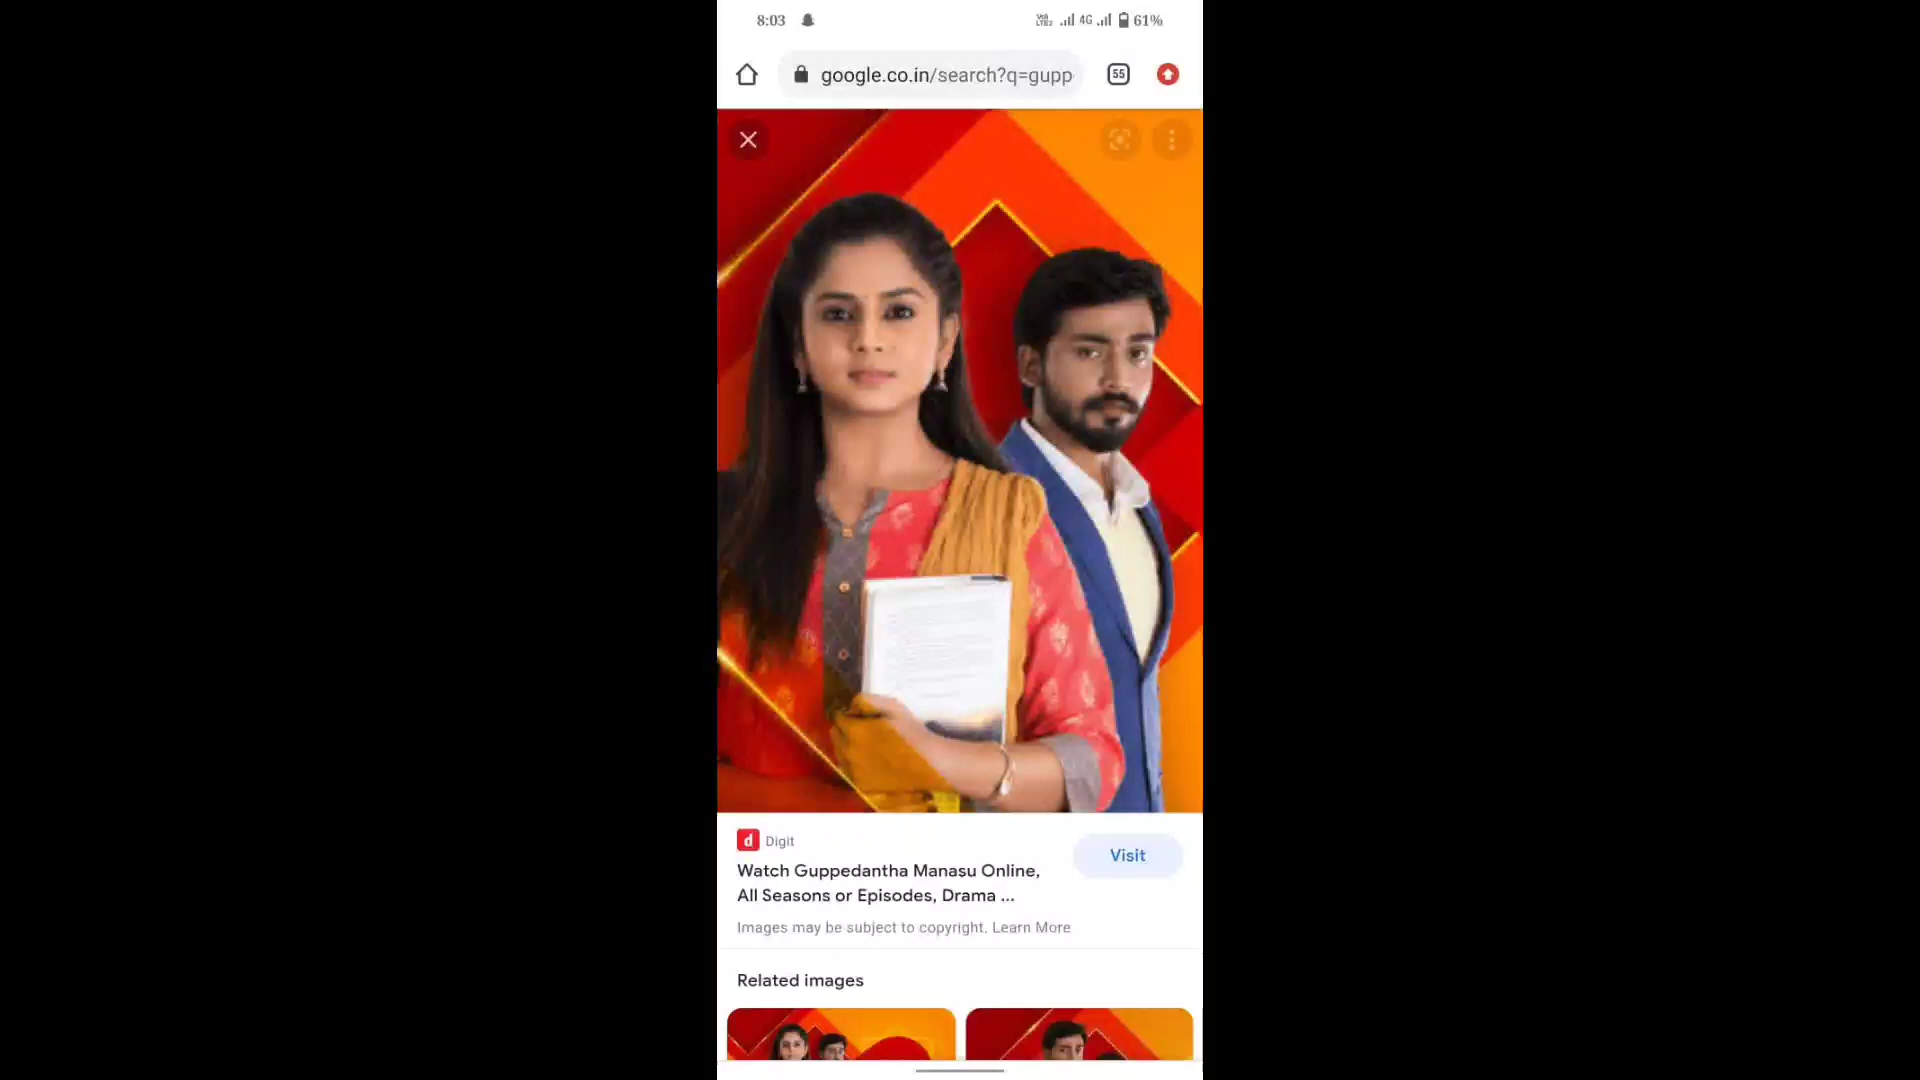 8:03 4G 61%
google.co.in/search?q=gupp
55
d Digit
Visit
Watch Guppedantha Manasu Online,
All Seasons or Episodes, Drama ...
Images may be subject to copyright. Learn More
Related images